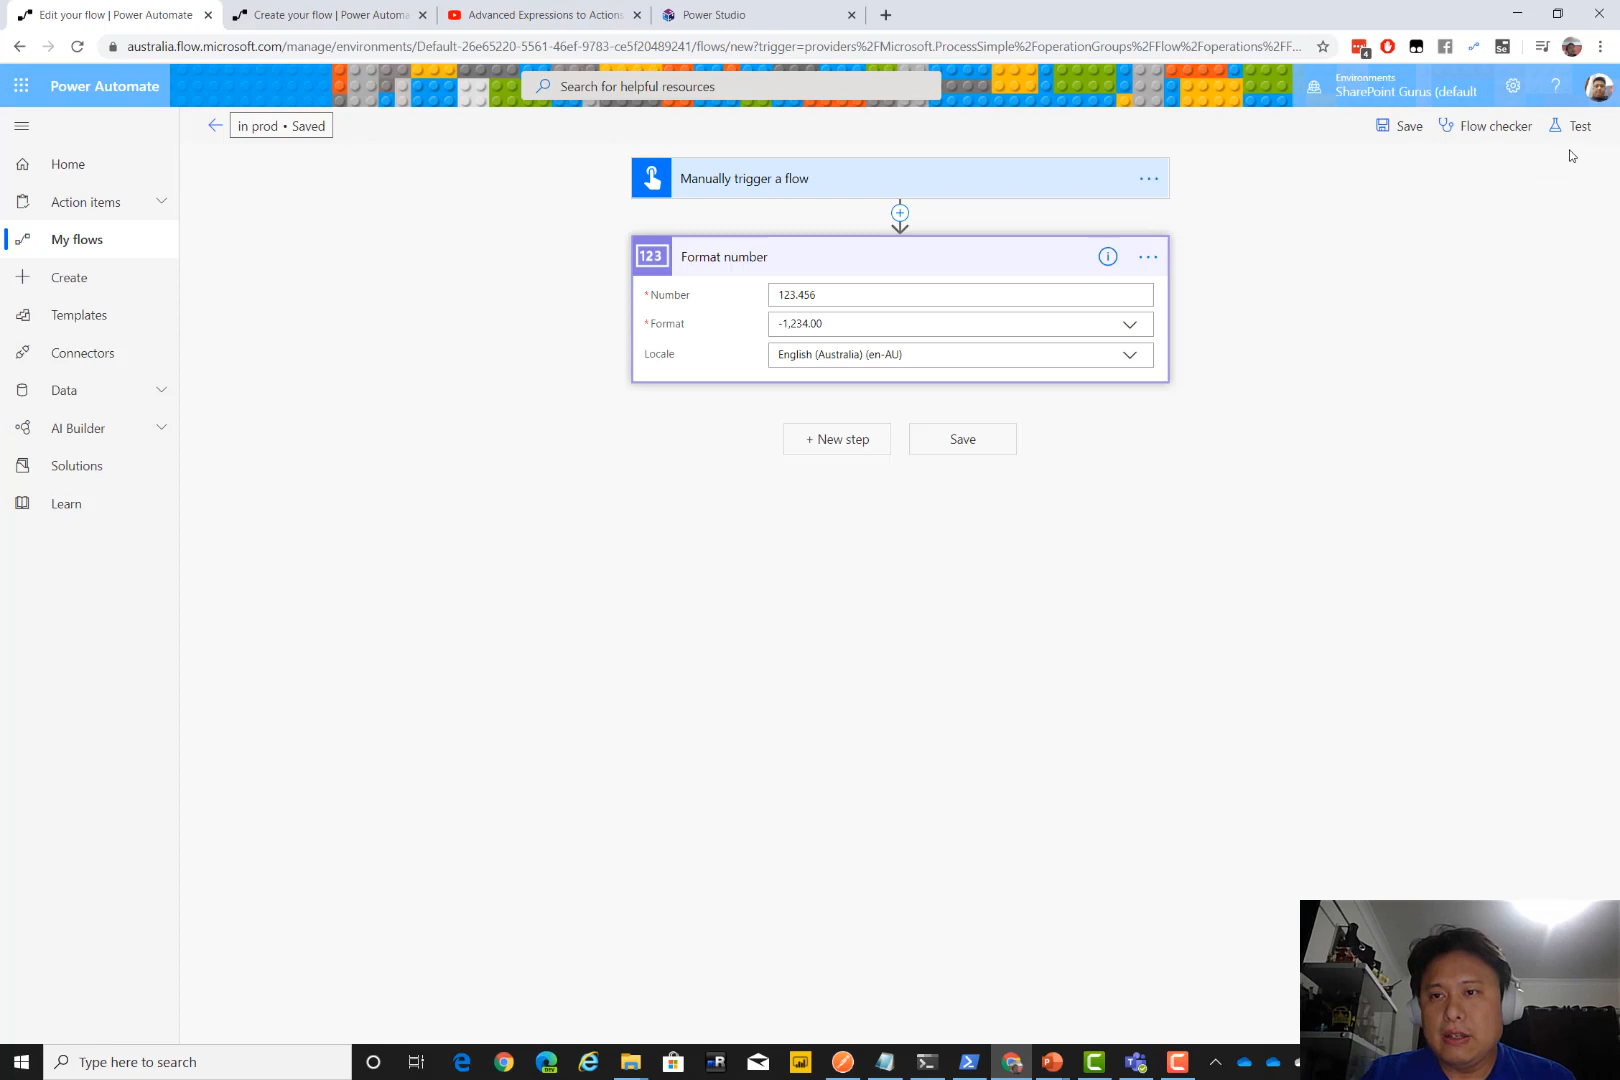 Edit your flow | Power Automate
Create your flow | Power Automa
Advanced Expressions to Actions
Power Studio
australia.flow.microsoft.com/manage/environments/Default-26e65220-5561-46ef-9783-ce5f20489241/flows/new?trigger=providers%2FMicrosoft.ProcessSimple%2FoperationGroups%2FFlow%2Foperations%2FF...
4
Power Automate
Search for helpful resources
Environments
SharePoint Gurus (default
in prod • Saved
Save
Flow checker
Test
Home
Action items
My flows
Create
Templates
Connectors
Data
AI Builder
Solutions
Learn
Manually trigger a flow
123
Format number
* Number
123.456
* Format
-1,234.00
Locale
English (Australia) (en-AU)
+ New step
Save
Type here to search